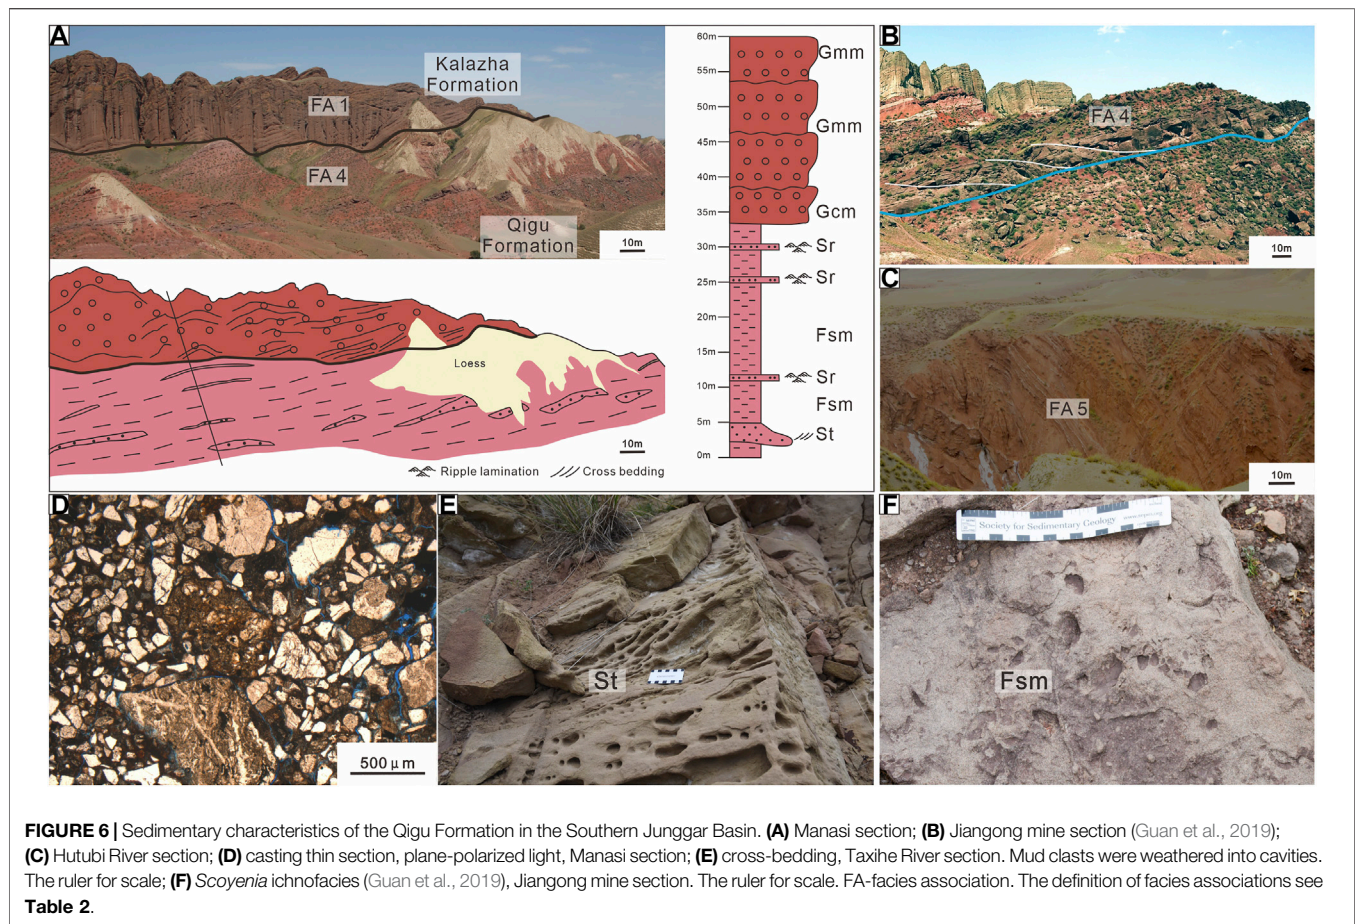 A
Kalazha
Formation
FA 1
FA 4
Qigu
Formation
10m
Loess
10m
Ripple lamination
Cross bedding
60m
Gmm
55m
50m
Gmm
45m
40m
35m
Gcm
30m
Sr
25m
Sr
20m
Fsm
15m
10m
Sr
Fsm
5m
St
0m
B
FA 4
10m
C
FA 5
10m
D
500 μm
E
St
F
Society for Sedimentary Geology
Fsm
FIGURE 6 | Sedimentary characteristics of the Qigu Formation in the Southern Junggar Basin. (A) Manasi section; (B) Jiangong mine section (Guan et al., 2019);
(C) Hutubi River section; (D) casting thin section, plane-polarized light, Manasi section; (E) cross-bedding, Taxihe River section. Mud clasts were weathered into cavities.
The ruler for scale; (F) Scoyenia ichnofacies (Guan et al., 2019), Jiangong mine section. The ruler for scale. FA-facies association. The definition of facies associations see
Table 2.